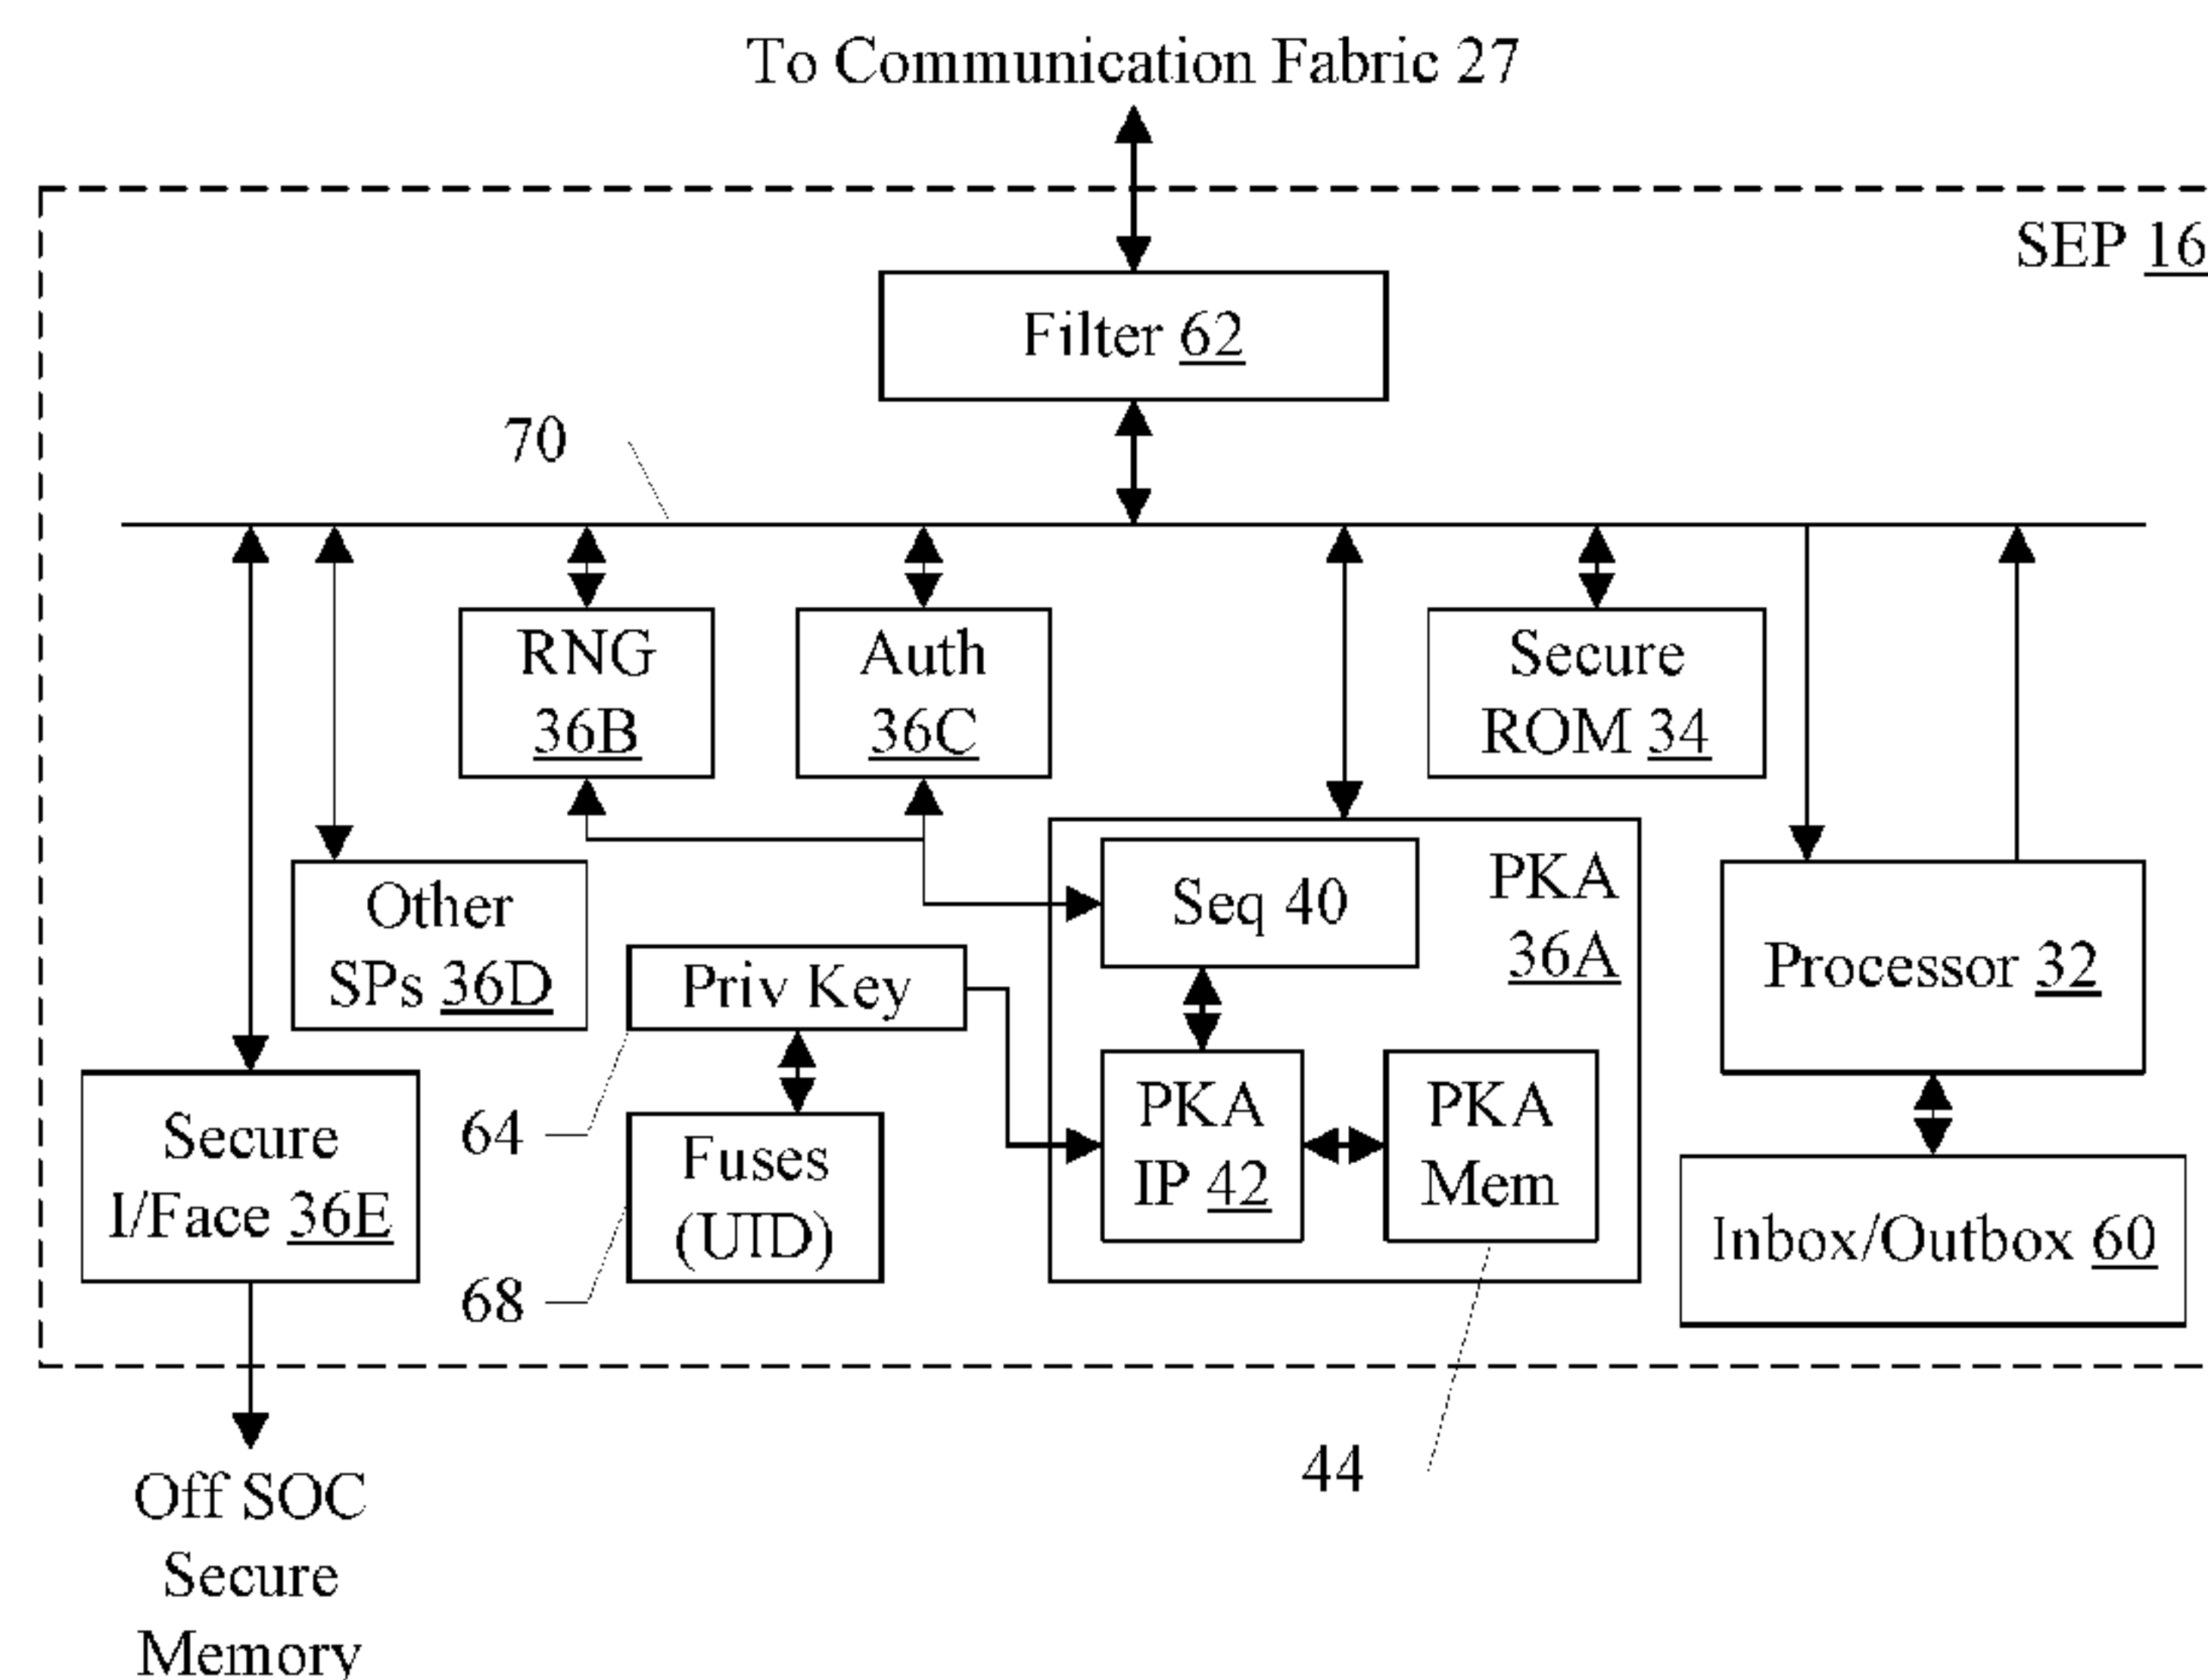 To Communication Fabric 27
SEP 16
Filter 62
70
RNG
36B
Auth
36C
Secure
ROM 34
Other
SPs 36D
Seq 40
PKA
36A
Processor 32
Priv Key
64
Fuses
(UID)
68
PKA
IP 42
PKA
Mem
Secure
I/Face 36E
Inbox/Outbox 60
44
Off SOC
Secure
Memory